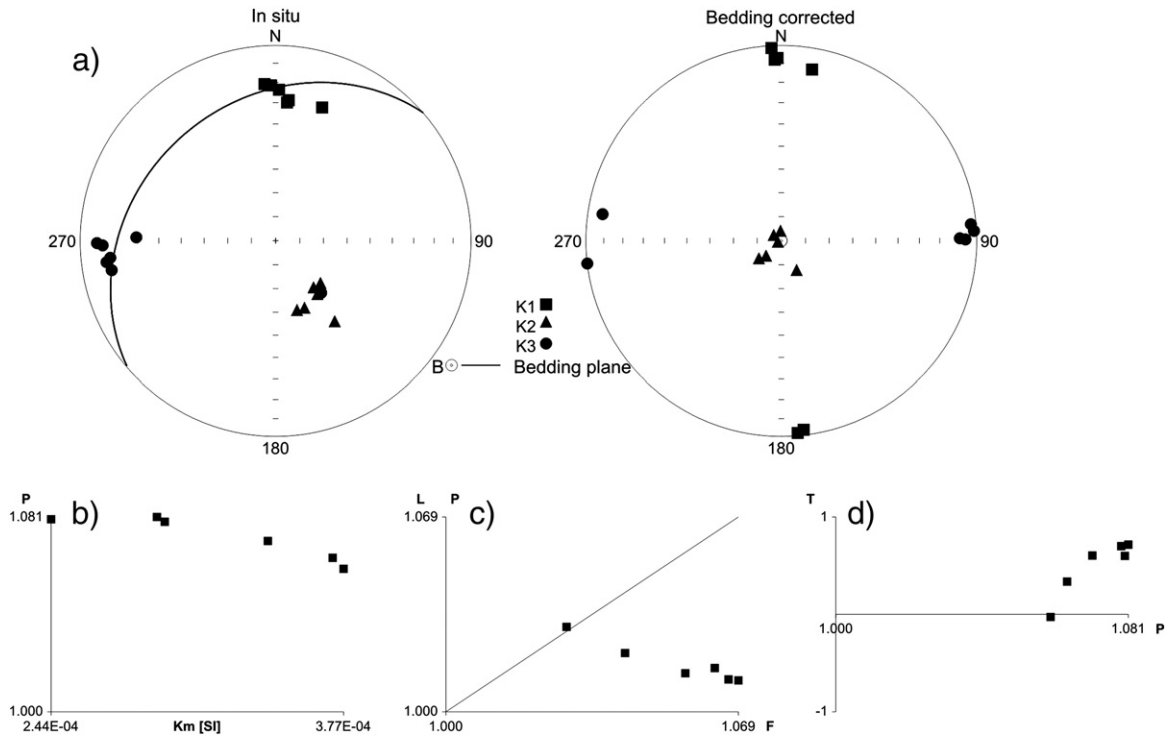 a)
In situ
N
270
90
180
Bedding corrected
N
270
90
180
K1
K2
K3
B Bedding plane
b)
P
1.081
1.000
2.44E-04
Km [SI]
3.77E-04
c)
L P
1.069
1.000
1.000
1.069
F
d)
T
1
-1
1.000
1.081
P